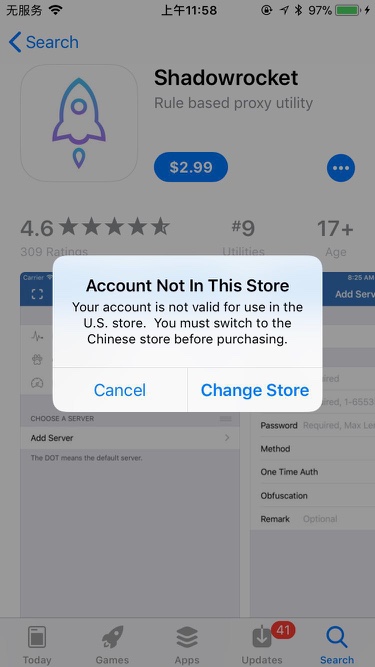 无服务 上午11:58 97%
Search
Shadowrocket
Rule based proxy utility
$2.99
4.6 #9 17+
309 Ratings Utilities Age
Carrier 8:25 AM
Add Serv
Account Not In This Store
Your account is not valid for use in the
U.S. store. You must switch to the
Chinese store before purchasing.
Cancel Change Store
CHOOSE A SERVER
Add Server
The DOT means the default server.
Password Required, Max Le
Method
One Time Auth
Obfuscation
Remark Optional
41
Today Games Apps Updates Search